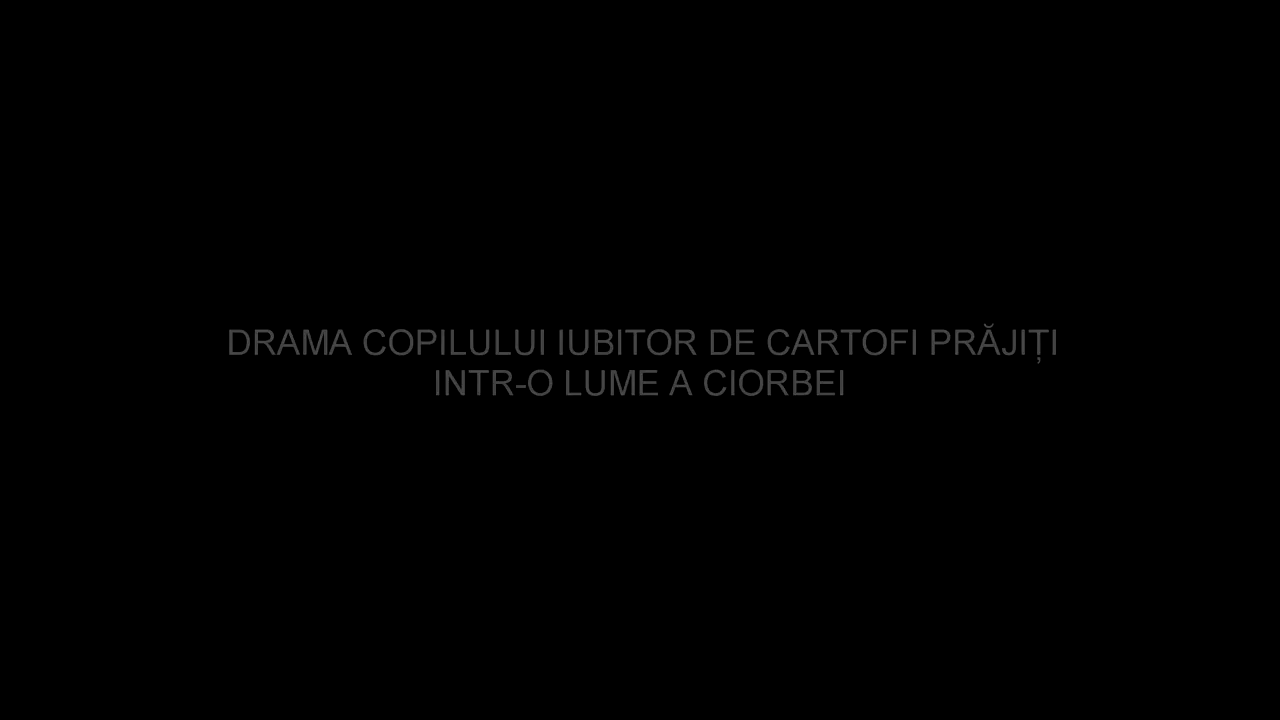 DRAMA COPILULUI IUBITOR DE CARTOFI PRĂJIȚI
INTR-O LUME A CIORBEI